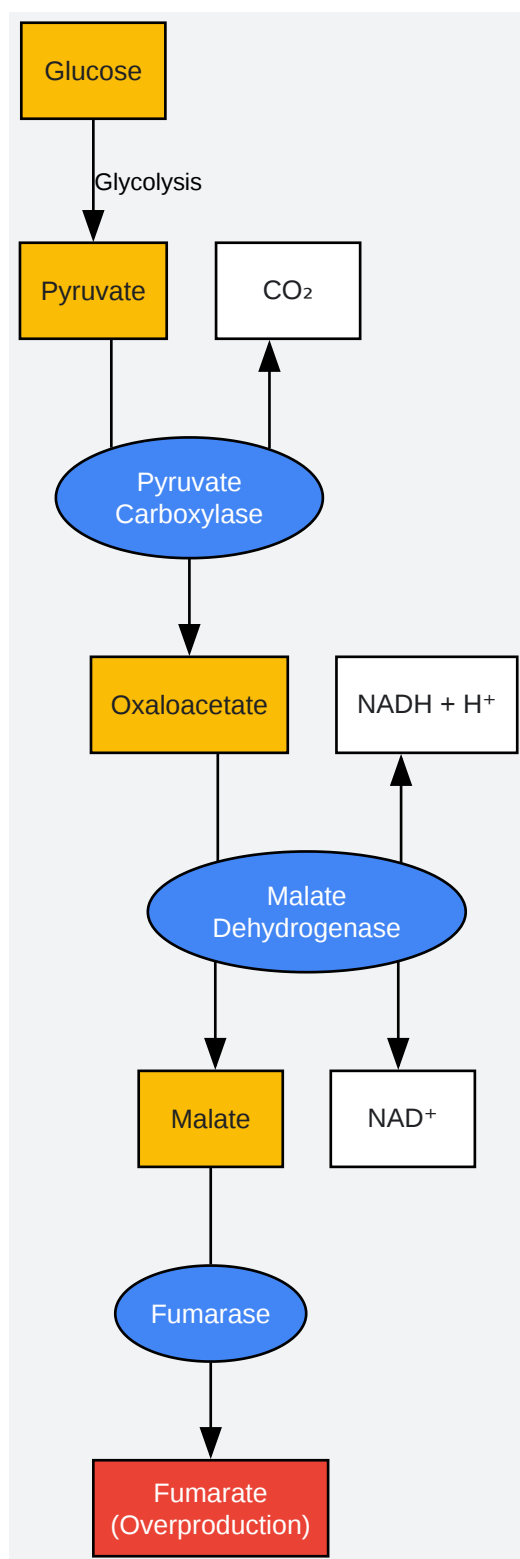 Glucose
Glycolysis
Pyruvate
CO₂
Pyruvate
Carboxylase
Oxaloacetate
NADH + H⁺
Malate
Dehydrogenase
Malate
NAD⁺
Fumarase
Fumarate
(Overproduction)